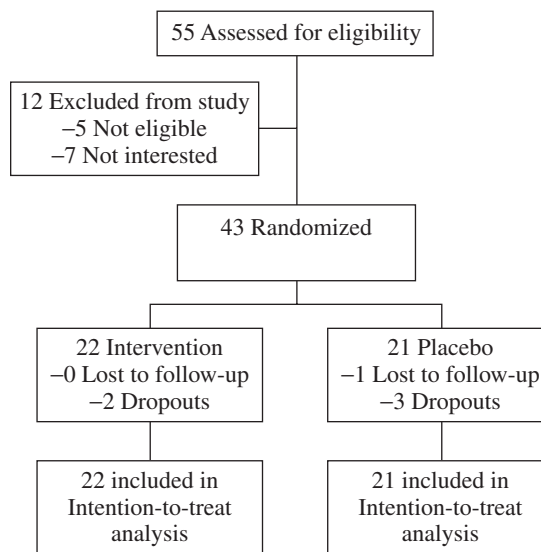 55 Assessed for eligibility
12 Excluded from study
−5 Not eligible
−7 Not interested
43 Randomized
22 Intervention
−0 Lost to follow-up
−2 Dropouts
21 Placebo
−1 Lost to follow-up
−3 Dropouts
22 included in
Intention-to-treat
analysis
21 included in
Intention-to-treat
analysis